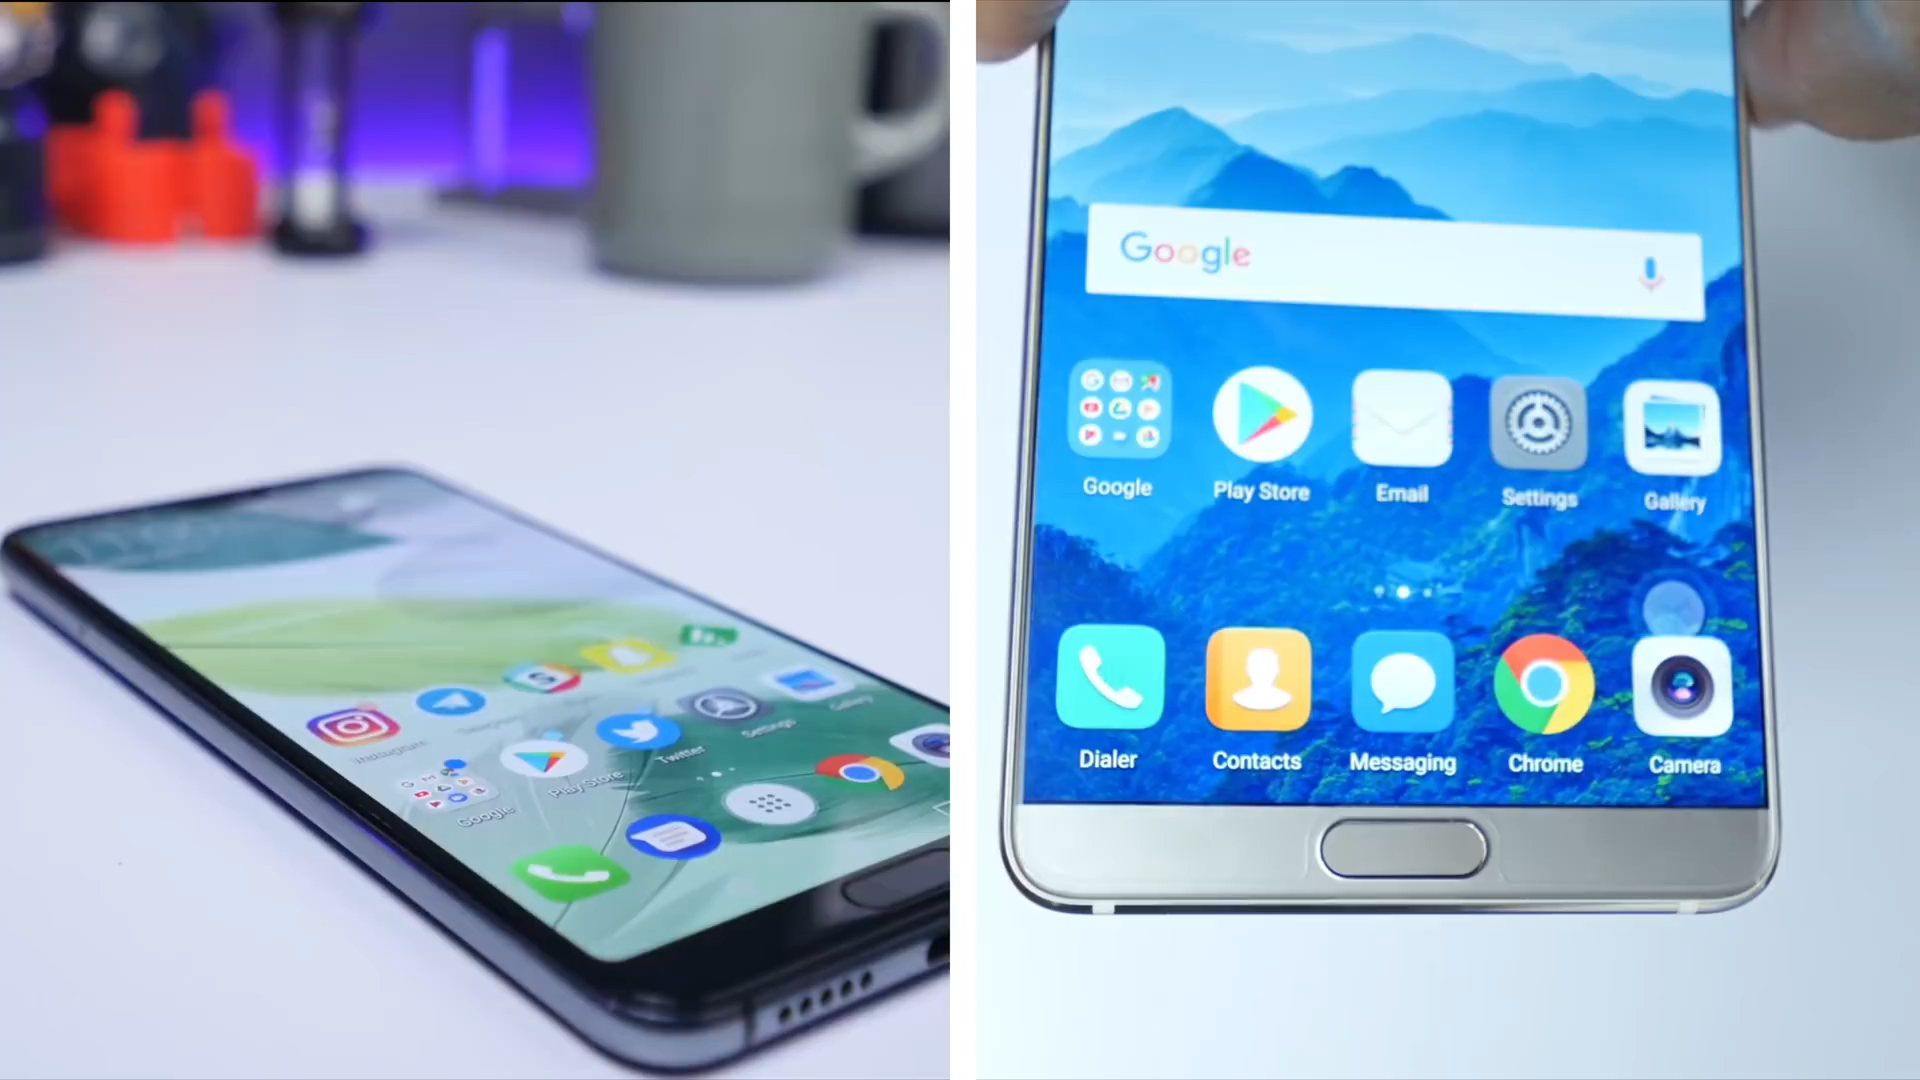 Instagram
Google
Play Store
Twitter
Settings
Google
Google
Play Store
Email
Settings
Gallery
Dialer
Contacts
Messaging
Chrome
Camera